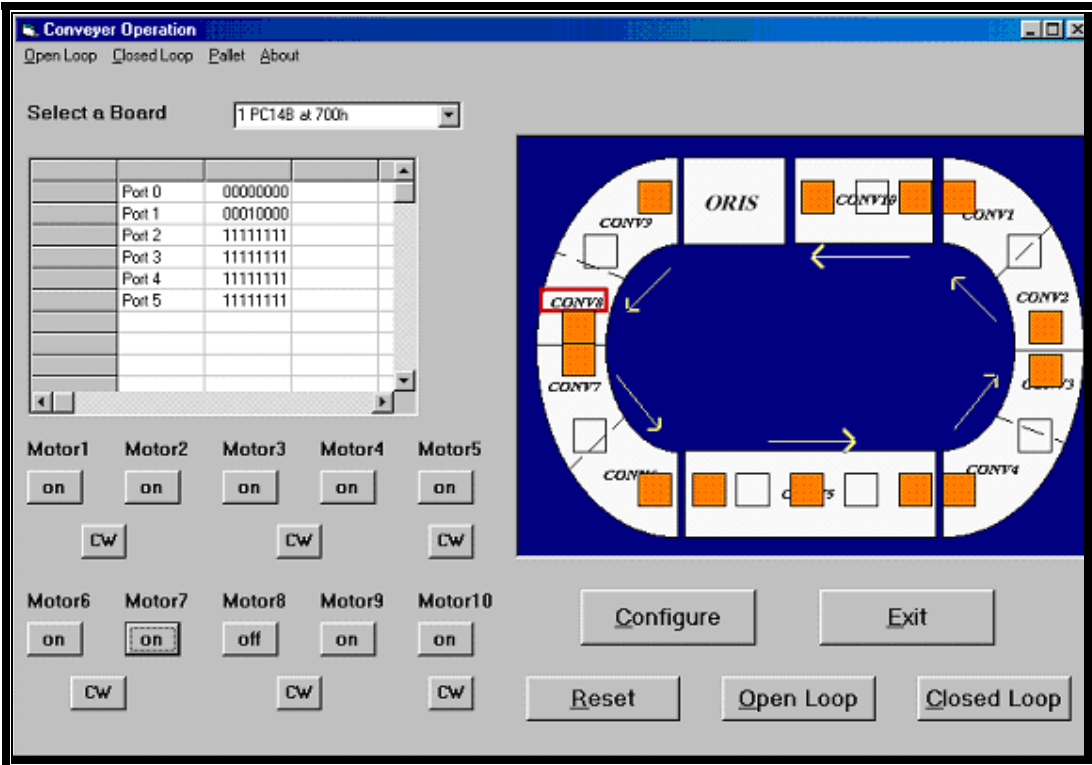 Conveyer Operation
Open Loop Closed Loop Pallet About
Select a Board 1 PC14B at 700h
Port 0 00000000
Port 1 00010000
Port 2 11111111
Port 3 11111111
Port 4 11111111
Port 5 11111111
Motor1 Motor2 Motor3 Motor4 Motor5
on on on on on
CW CW CW
Motor6 Motor7 Motor8 Motor9 Motor10
on on off on on
CW CW CW
ORIS
CONV10
CONV9
CONV1
CONV8
CONV2
CONV7
CONV4
Configure Exit
Reset Open Loop Closed Loop